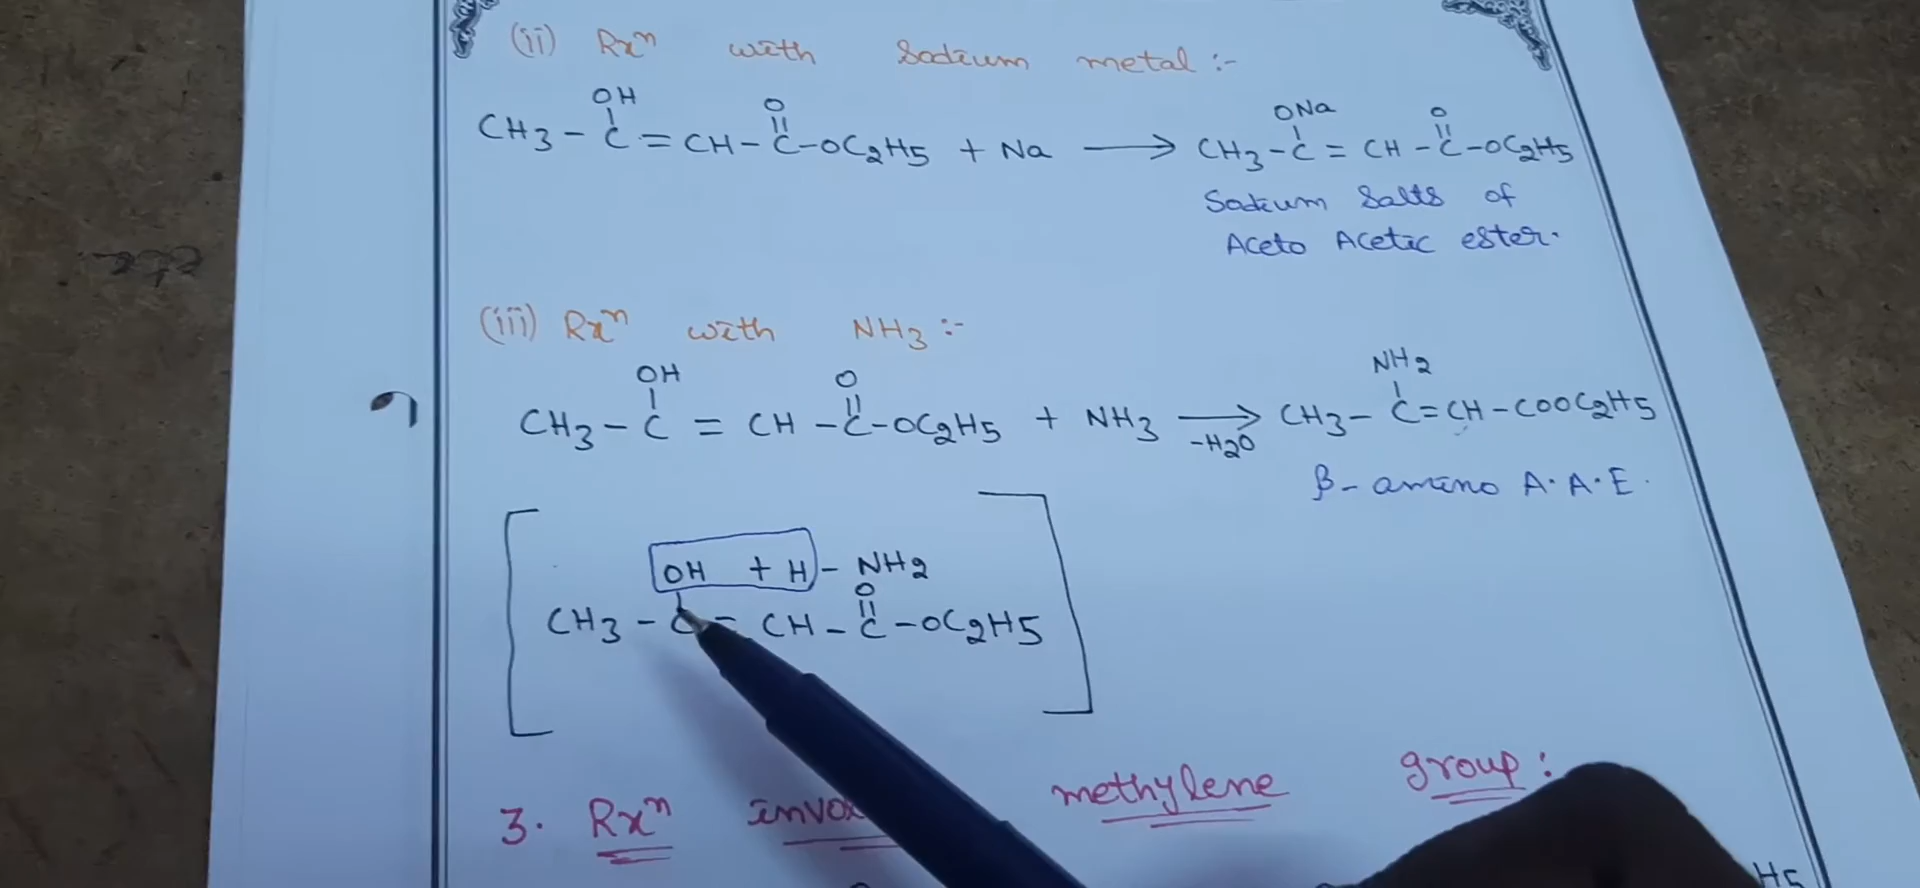 (ii) Rxⁿ with Sodium metal :-
OH O ONa O
CH3 - C = CH - C - OC2H5 + Na ⟶ CH3 - C = CH - C - OC2H5
Sodium Salts of
Aceto Acetic ester.
(iii) Rxⁿ with NH3 :-
OH O NH2
CH3 - C = CH - C - OC2H5 + NH3 ⟶ CH3 - C = CH - COOC2H5
-H2O
β- amino A.A.E.
OH + H - NH2
O
CH3 - C = CH - C - OC2H5
3. Rxⁿ methylene group :
H5